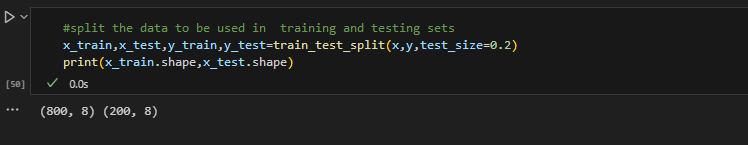 #split the data to be used in  training and testing sets
x_train,x_test,y_train,y_test=train_test_split(x,y,test_size=0.2)
print(x_train.shape,x_test.shape)
[50]
0.0s
... (800, 8) (200, 8)